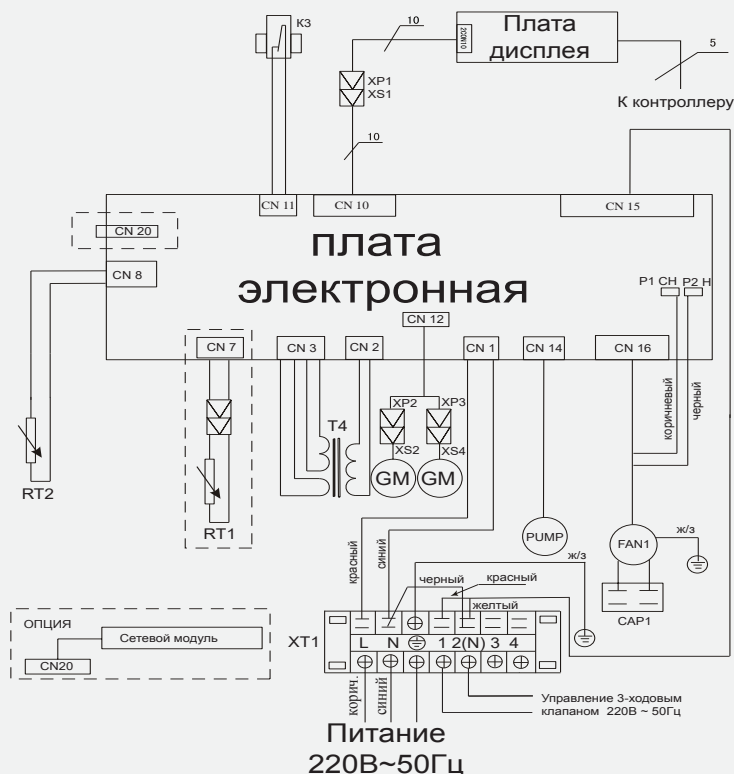 К3
10
2CON10
Плата
дисплея
5
XP1
XS1
К контроллеру
10
CN 11
CN 10
CN 15
CN 20
плата
электронная
CN 8
P1 CH
P2 H
CN 12
CN 7
CN 3
CN 2
CN 1
CN 14
CN 16
коричневый
черный
XP2
XP3
T4
XS2
XS4
GM
GM
RT2
RT1
PUMP
FAN1
ж/з
красный
синий
ж/з
черный
красный
желтый
CAP1
ОПЦИЯ
Сетевой модуль
CN20
XT1
L N 1 2(N) 3 4
корич.
синий
Управление 3-ходовым
клапаном 220В ~ 50Гц
Питание
220В~50Гц